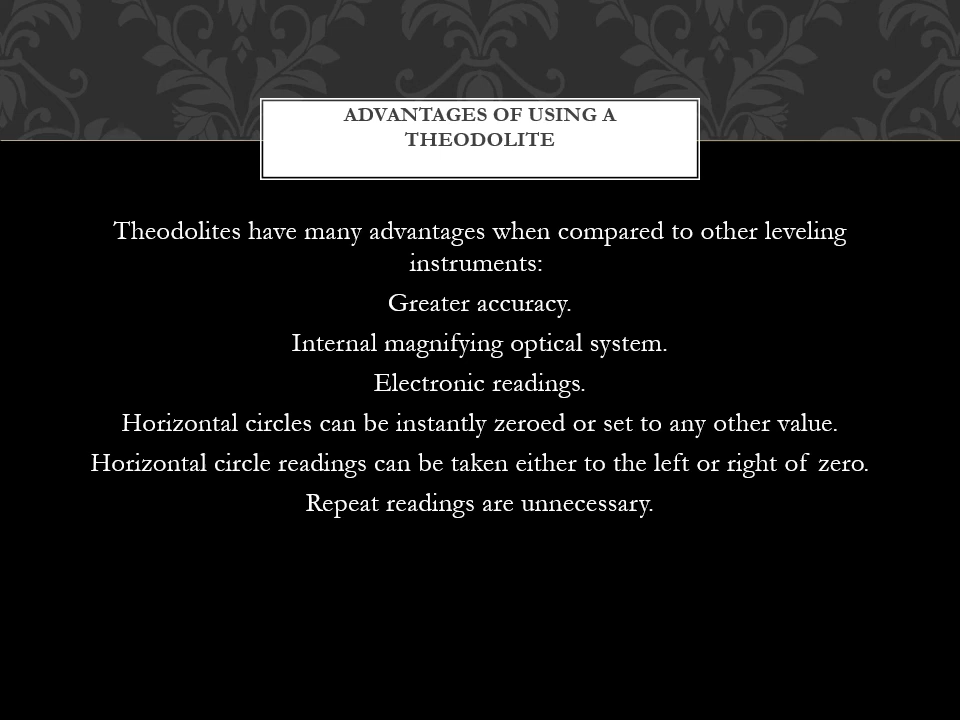 ADVANTAGES OF USING A
THEODOLITE
Theodolites have many advantages when compared to other leveling
instruments:
Greater accuracy.
Internal magnifying optical system.
Electronic readings.
Horizontal circles can be instantly zeroed or set to any other value.
Horizontal circle readings can be taken either to the left or right of zero.
Repeat readings are unnecessary.